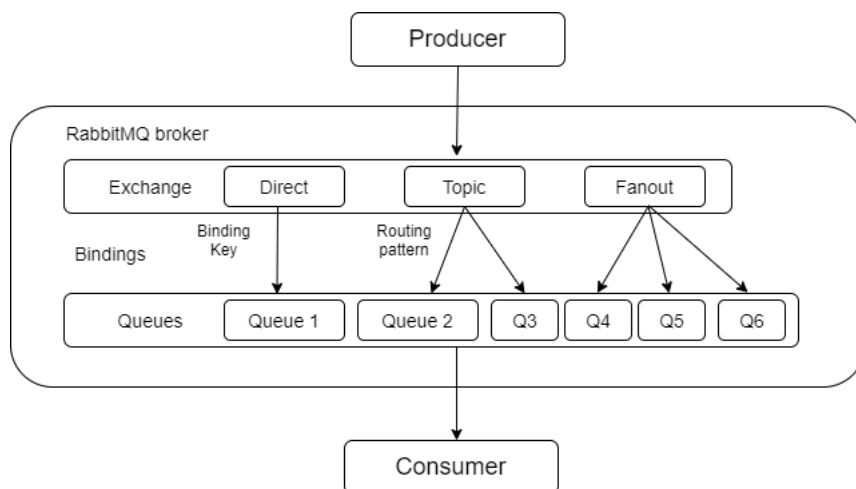 Producer
RabbitMQ broker
Exchange
Direct
Topic
Fanout
Binding
Key
Routing
pattern
Bindings
Queues
Queue 1
Queue 2
Q3
Q4
Q5
Q6
Consumer